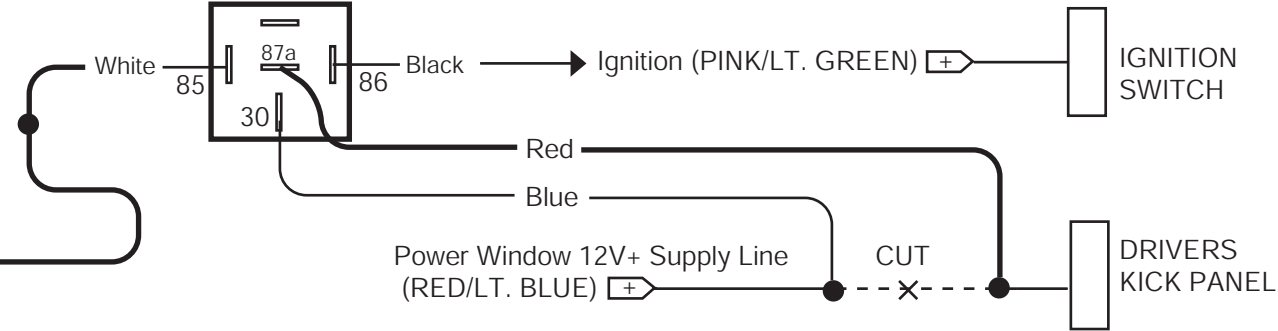 White
85
87a
30
86
Black
Ignition (PINK/LT. GREEN) +
IGNITION
SWITCH
Red
Blue
Power Window 12V+ Supply Line
(RED/LT. BLUE) +
CUT
DRIVERS
KICK PANEL